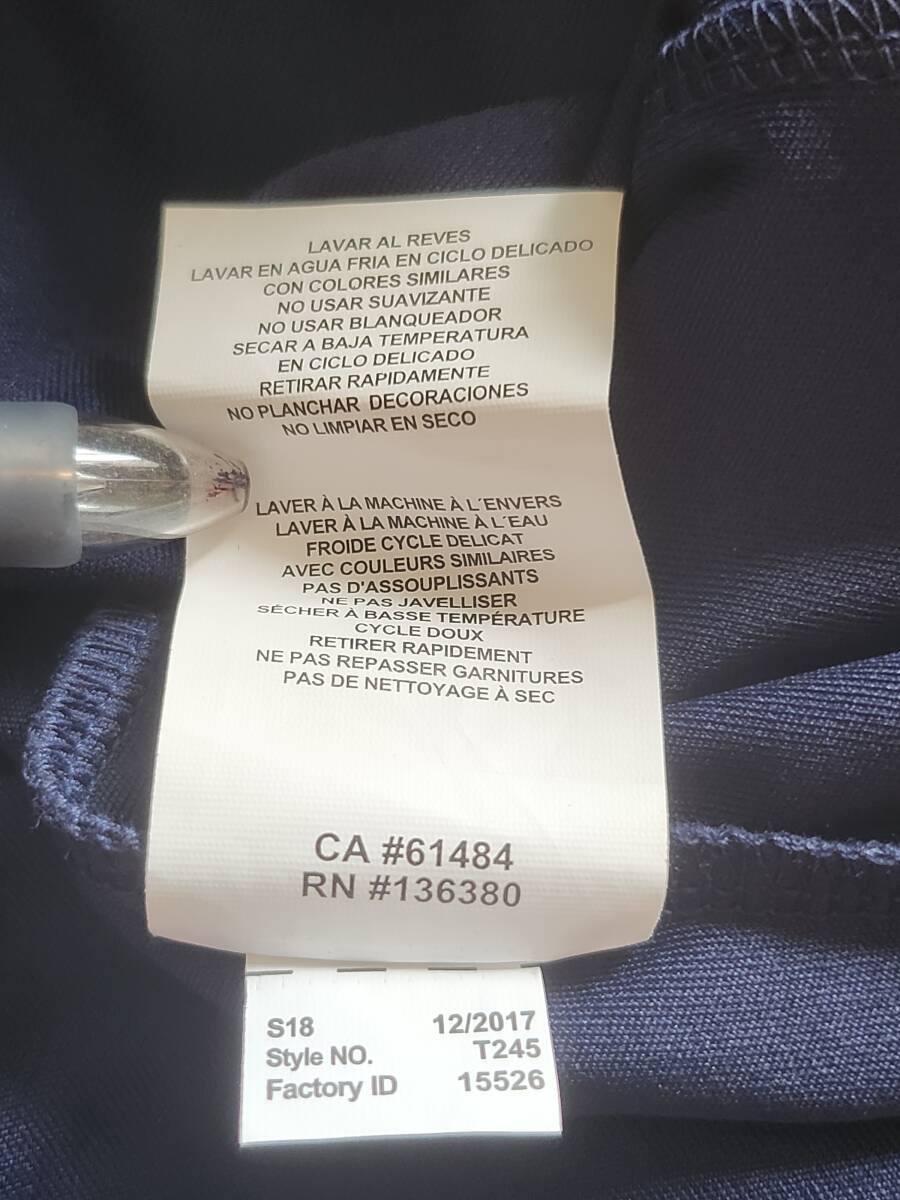 LAVAR AL REVES
LAVAR EN AGUA FRIA EN CICLO DELICADO
CON COLORES SIMILARES
NO USAR SUAVIZANTE
NO USAR BLANQUEADOR
SECAR A BAJA TEMPERATURA
EN CICLO DELICADO
RETIRAR RAPIDAMENTE
NO PLANCHAR DECORACIONES
NO LIMPIAR EN SECO
LAVER À LA MACHINE À L´ENVERS
LAVER À LA MACHINE À L´EAU
FROIDE CYCLE DELICAT
AVEC COULEURS SIMILAIRES
PAS D'ASSOUPLISSANTS
NE PAS JAVELLISER
SÉCHER À BASSE TEMPÉRATURE
CYCLE DOUX
RETIRER RAPIDEMENT
NE PAS REPASSER GARNITURES
PAS DE NETTOYAGE À SEC
CA #61484
RN #136380
S18 12/2017
Style NO. T245
Factory ID 15526